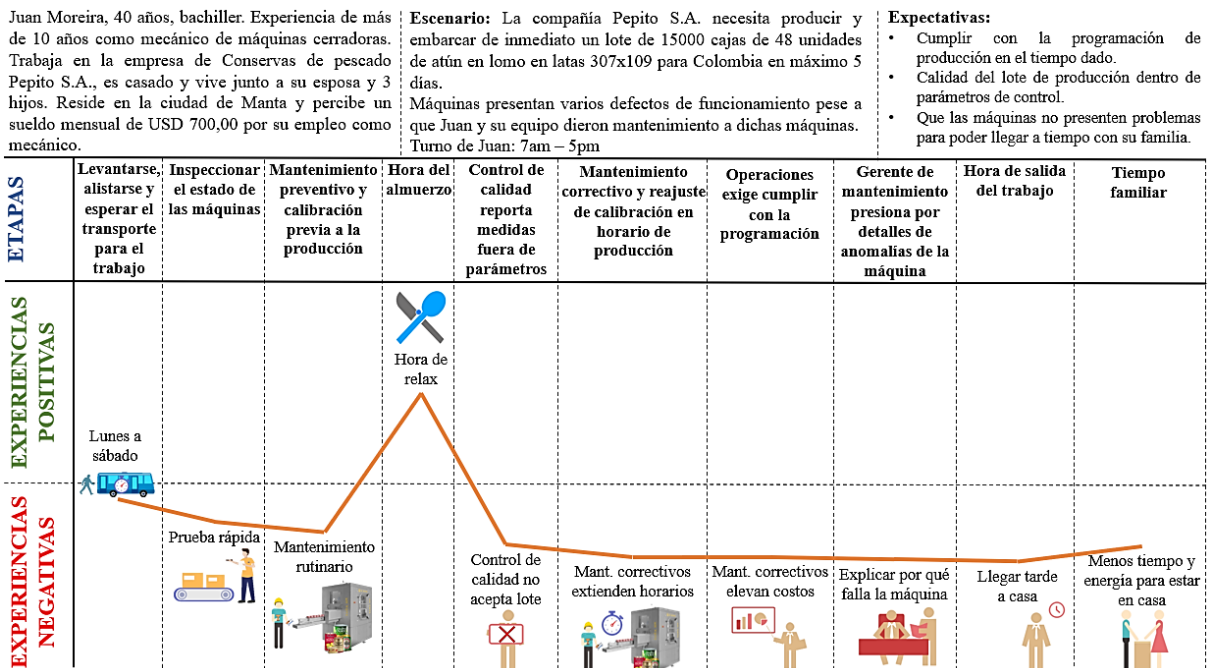 Juan Moreira, 40 años, bachiller. Experiencia de más
de 10 años como mecánico de máquinas cerradoras.
Trabaja en la empresa de Conservas de pescado
Pepito S.A., es casado y vive junto a su esposa y 3
hijos. Reside en la ciudad de Manta y percibe un
sueldo mensual de USD 700,00 por su empleo como
mecánico.
Escenario: La compañía Pepito S.A. necesita producir y
embarcar de inmediato un lote de 15000 cajas de 48 unidades
de atún en lomo en latas 307x109 para Colombia en máximo 5
días.
Máquinas presentan varios defectos de funcionamiento pese a
que Juan y su equipo dieron mantenimiento a dichas máquinas.
Turno de Juan: 7am – 5pm
Expectativas:
• Cumplir con la programación de
producción en el tiempo dado.
• Calidad del lote de producción dentro de
parámetros de control.
• Que las máquinas no presenten problemas
para poder llegar a tiempo con su familia.
ETAPAS
Levantarse,
alistarse y
esperar el
transporte
para el
trabajo
Inspeccionar
el estado de
las máquinas
Mantenimiento
preventivo y
calibración
previa a la
producción
Hora del
almuerzo
Control de
calidad
reporta
medidas
fuera de
parámetros
Mantenimiento
correctivo y reajuste
de calibración en
horario de
producción
Operaciones
exige cumplir
con la
programación
Gerente de
mantenimiento
presiona por
detalles de
anomalías de la
máquina
Hora de salida
del trabajo
Tiempo
familiar
EXPERIENCIAS
POSITIVAS
Lunes a
sábado
Hora de
relax
EXPERIENCIAS
NEGATIVAS
Prueba rápida
Mantenimiento
rutinario
Control de
calidad no
acepta lote
Mant. correctivos
extienden horarios
Mant. correctivos
elevan costos
Explicar por qué
falla la máquina
Llegar tarde
a casa
Menos tiempo y
energía para estar
en casa